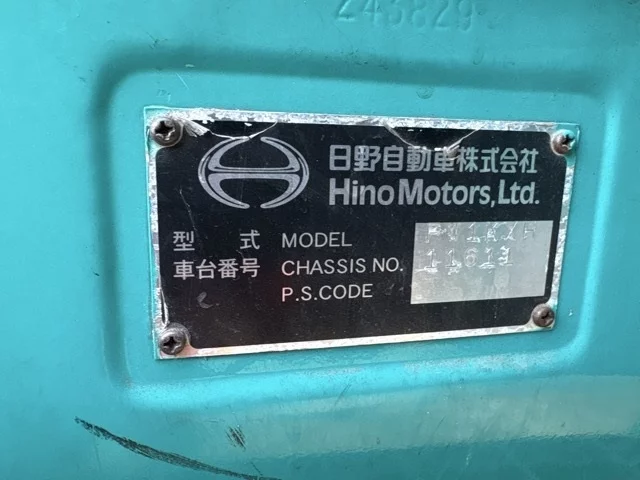 243829
日野自動車株式会社
Hino Motors, Ltd.
型 式 MODEL
車台番号 CHASSIS NO.
P.S.CODE